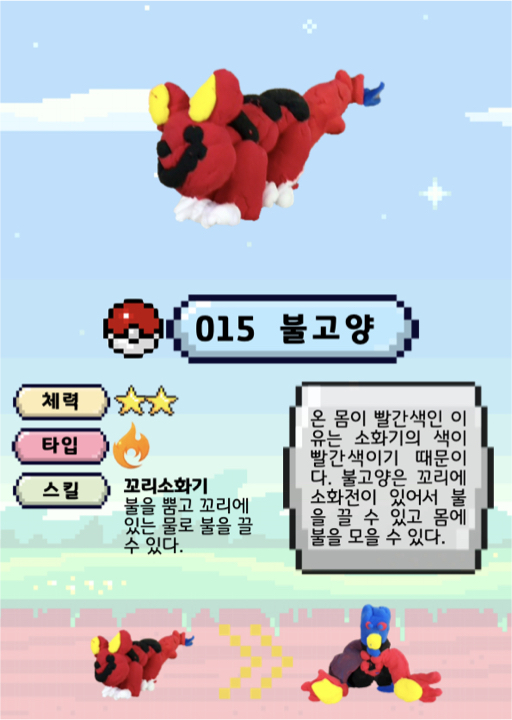 015 불고양
체력
타입
스킬
꼬리소화기
불을 뿜고 꼬리에
있는 물로 불을 끌
수 있다.
온 몸이 빨간색인 이
유는 소화기의 색이
빨간색이기 때문이
다. 불고양은 꼬리에
소화전이 있어서 불
을 끌 수 있고 몸에
불을 모을 수 있다.